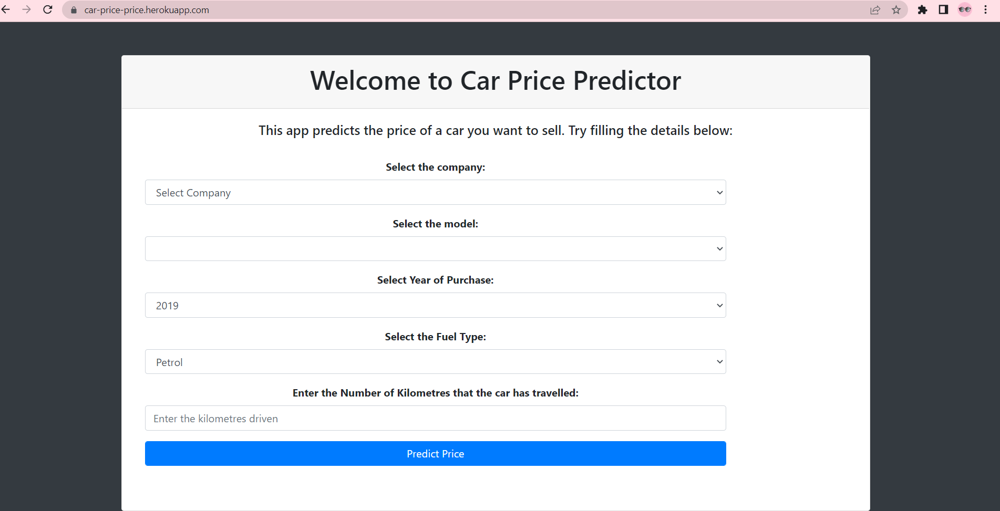 car-price-price.herokuapp.com
Welcome to Car Price Predictor
This app predicts the price of a car you want to sell. Try filling the details below:
Select the company:
Select Company
Select the model:
Select Year of Purchase:
2019
Select the Fuel Type:
Petrol
Enter the Number of Kilometres that the car has travelled:
Enter the kilometres driven
Predict Price